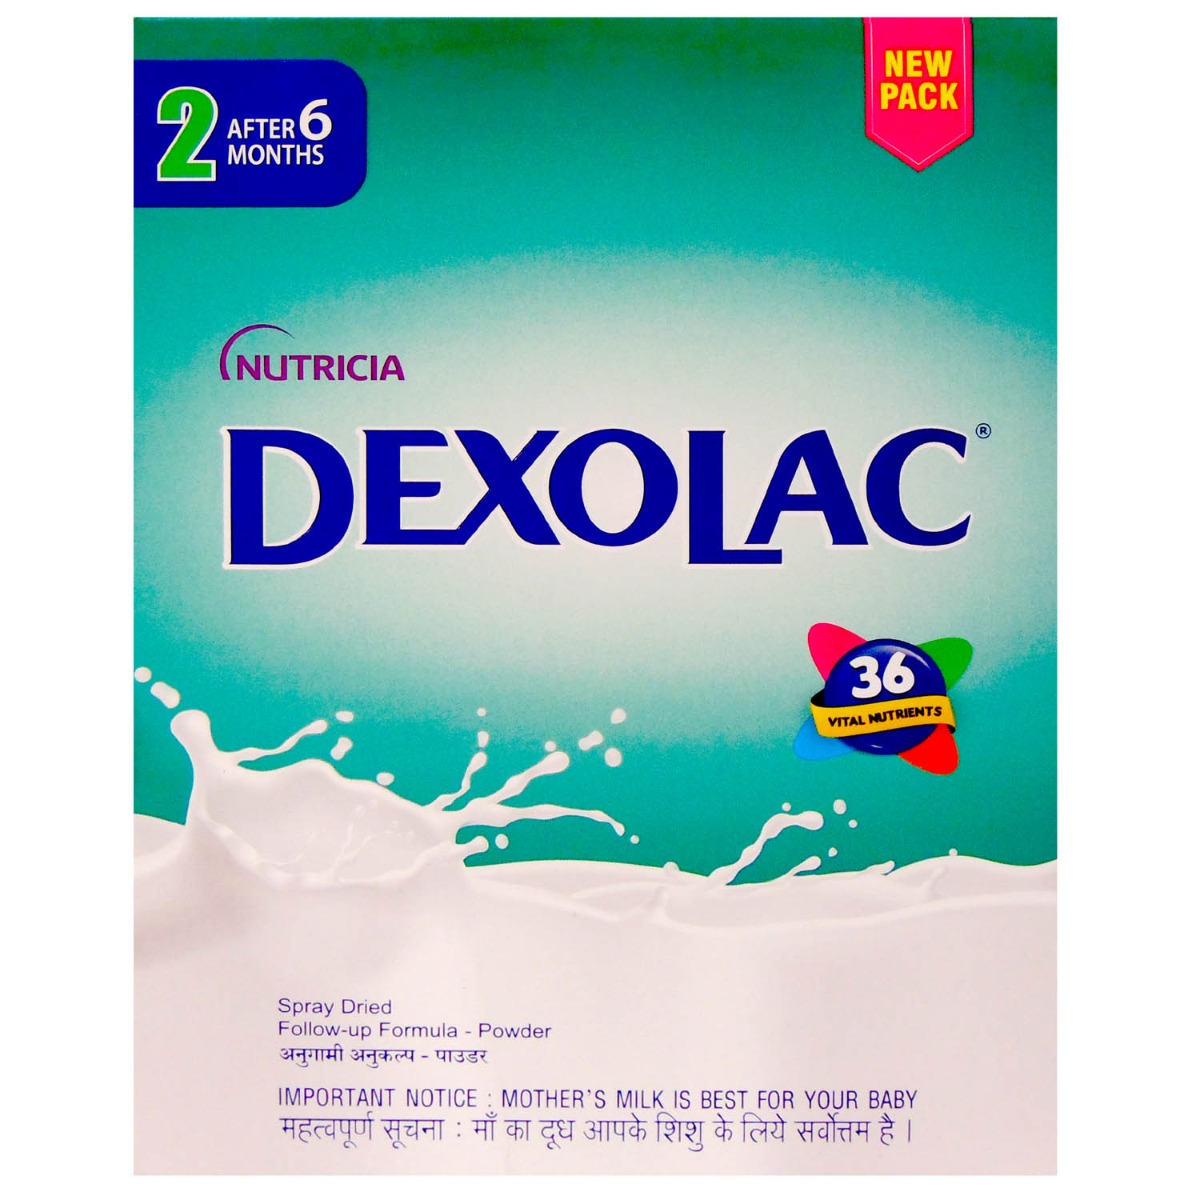 2 AFTER 6
MONTHS
NEW
PACK
NUTRICIA
DEXOLAC®
36
VITAL NUTRIENTS
Spray Dried
Follow-up Formula - Powder
अनुगामी अनुकल्प - पाउडर
IMPORTANT NOTICE : MOTHER'S MILK IS BEST FOR YOUR BABY
महत्वपूर्ण सूचना : माँ का दूध आपके शिशु के लिये सर्वोत्तम है।